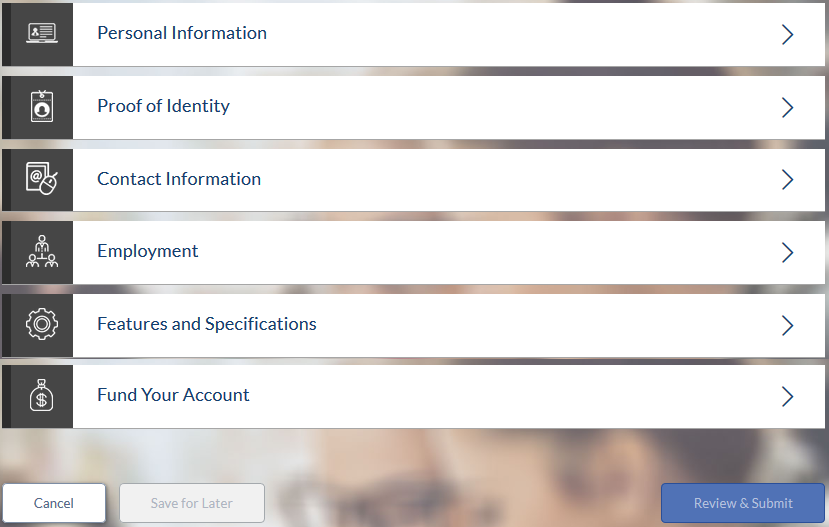 Personal Information
Proof of Identity
Contact Information
Employment
Features and Specifications
Fund Your Account
Cancel
Save for Later
Review & Submit